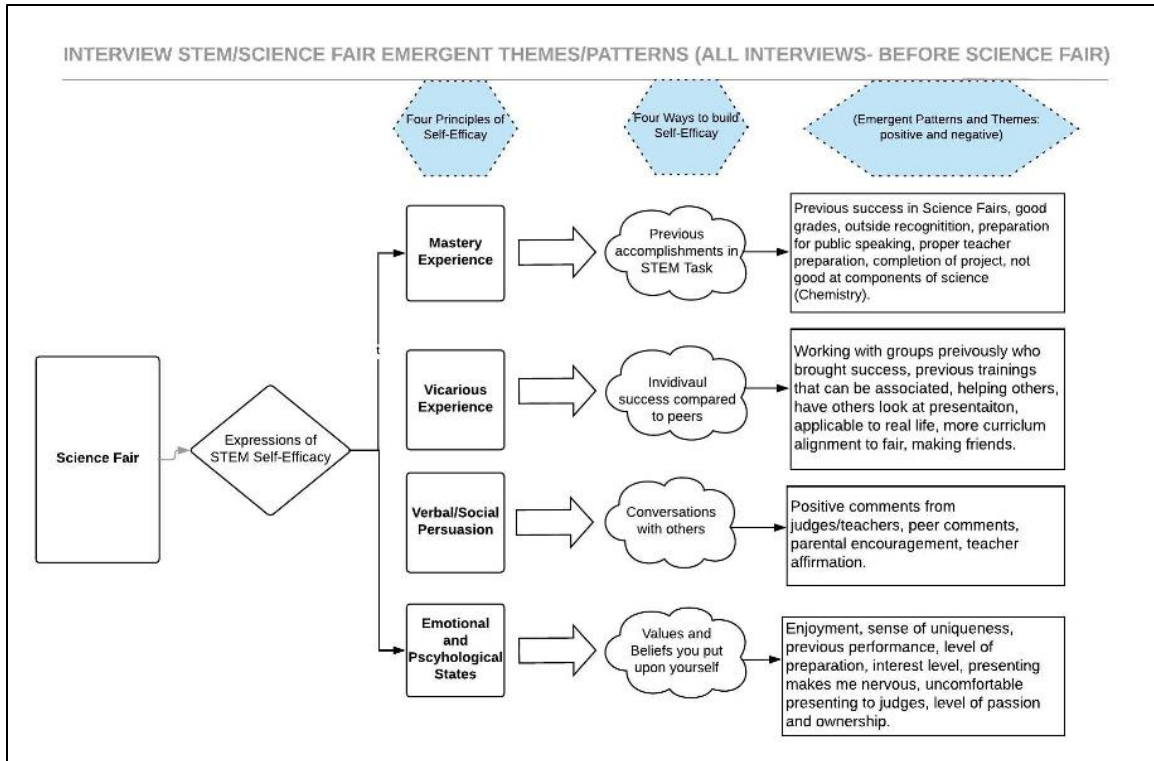 INTERVIEW STEM/SCIENCE FAIR EMERGENT THEMES/PATTERNS (ALL INTERVIEWS- BEFORE SCIENCE FAIR)
Four Principles of
Self-Efficay
Four Ways to build
Self-Efficay
(Emergent Patterns and Themes:
positive and negative)
Science Fair
Expressions of
STEM Self-Efficacy
t
Mastery
Experience
Previous
accomplishments in
STEM Task
Previous success in Science Fairs, good
grades, outside recognitition, preparation
for public speaking, proper teacher
preparation, completion of project, not
good at components of science
(Chemistry).
Vicarious
Experience
Invidivaul
success compared
to peers
Working with groups preivously who
brought success, previous trainings
that can be associated, helping others,
have others look at presentaiton,
applicable to real life, more curriclum
alignment to fair, making friends.
Verbal/Social
Persuasion
Conversations
with others
Positive comments from
judges/teachers, peer comments,
parental encouragement, teacher
affirmation.
Emotional
and
Pscyhological
States
Values and
Beliefs you put
upon yourself
Enjoyment, sense of uniqueness,
previous performance, level of
preparation, interest level, presenting
makes me nervous, uncomfortable
presenting to judges, level of passion
and ownership.